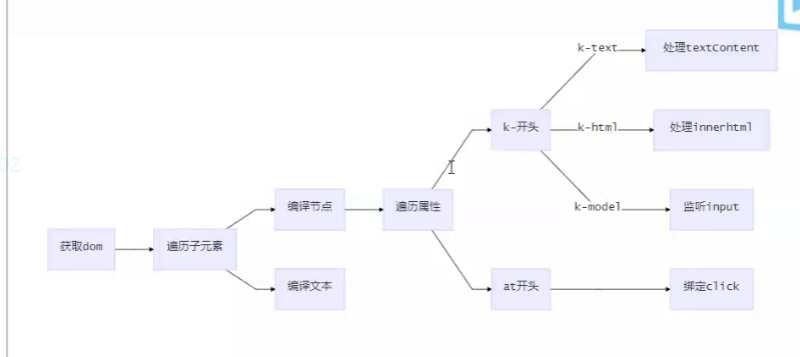 k-text
处理textContent
k-开头
k-html
处理innerhtml
02
编译节点
遍历属性
k-model
监听input
获取dom
遍历子元素
编译文本
at开头
绑定click